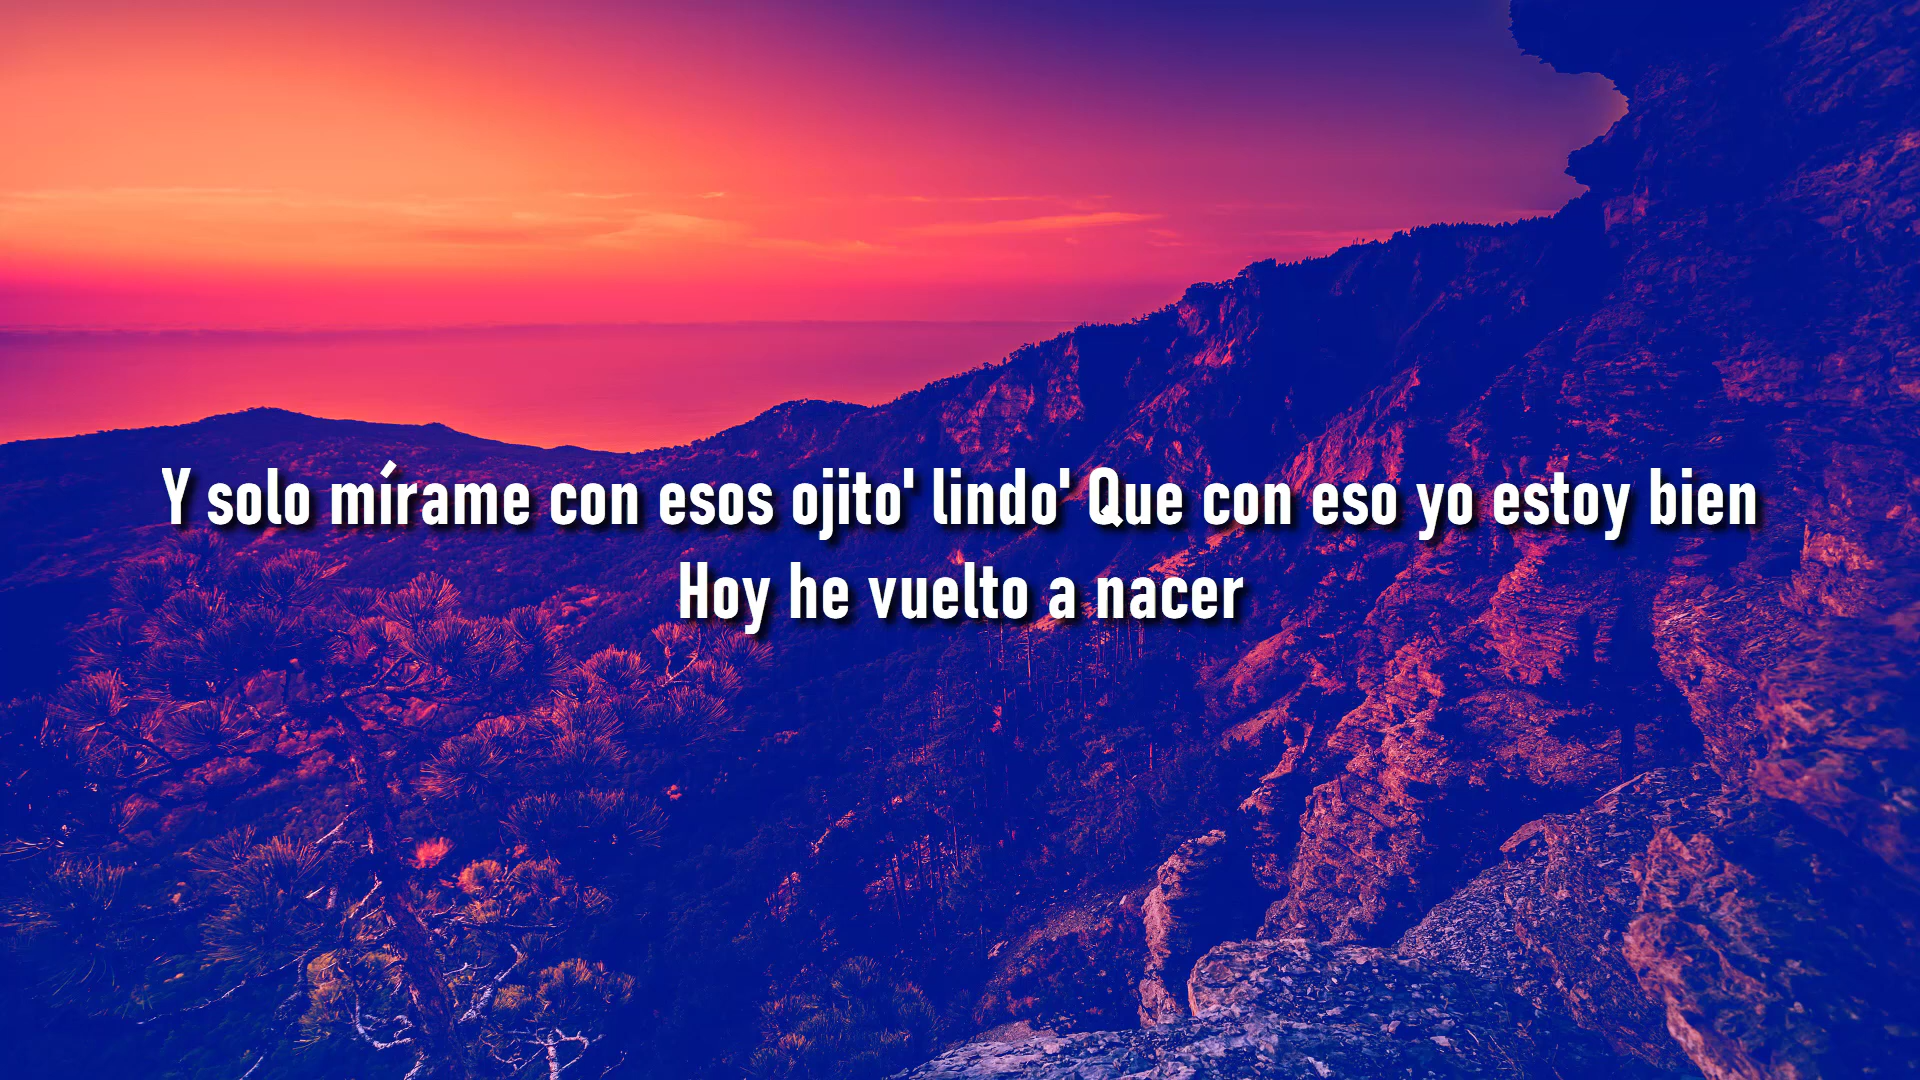 Y solo mírame con esos ojito' lindo' Que con eso yo estoy bien
Hoy he vuelto a nacer